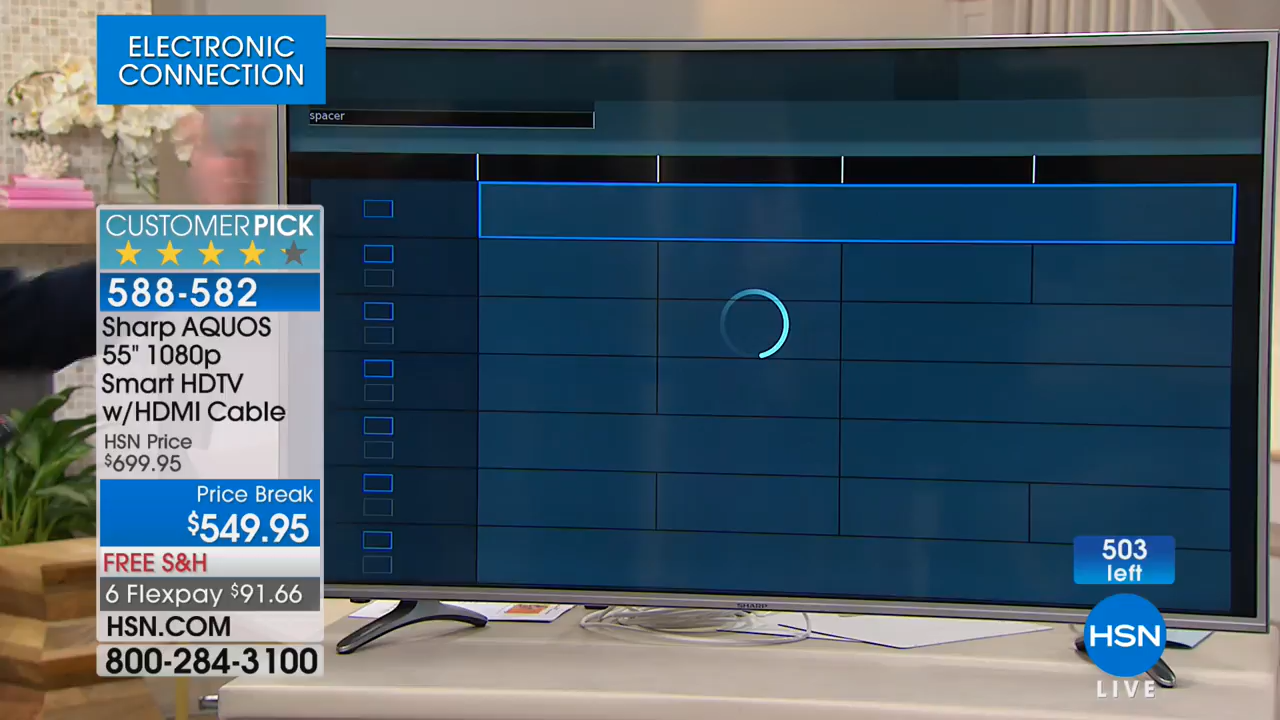 ELECTRONIC
CONNECTION
spacer
CUSTOMER PICK
588-582
Sharp AQUOS
55" 1080p
Smart HDTV
w/HDMI Cable
HSN Price
$699.95
Price Break
$549.95
FREE S&H
6 Flexpay $91.66
HSN.COM
800-284-3100
SHARP
503
left
HSN
LIVE